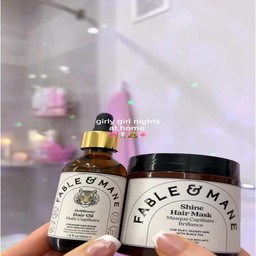 girly girl nights
at home
FABLE & MANE
HoliRoots™
Hair Oil
Huile Capillaire
FABLE & MANE
Shine
Hair Mask
Masque Capillaire
Brillance